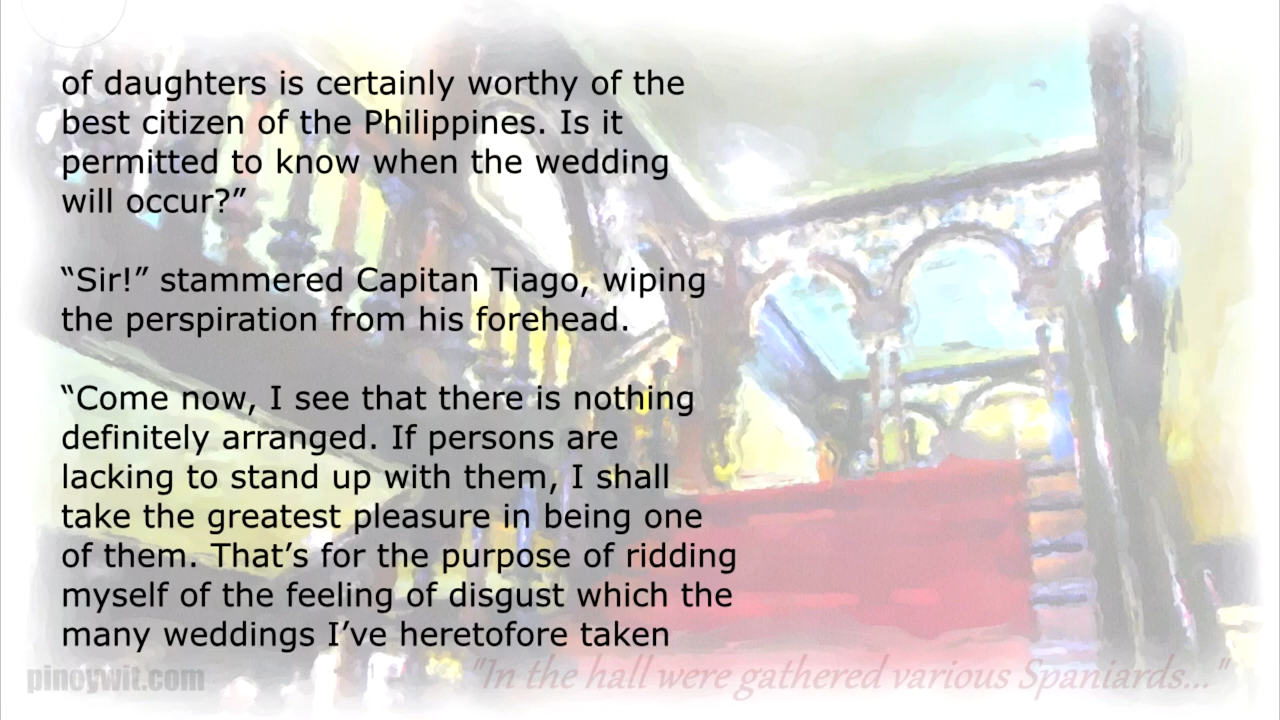 of daughters is certainly worthy of the
best citizen of the Philippines. Is it
permitted to know when the wedding
will occur?”
“Sir!” stammered Capitan Tiago, wiping
the perspiration from his forehead.
“Come now, I see that there is nothing
definitely arranged. If persons are
lacking to stand up with them, I shall
take the greatest pleasure in being one
of them. That’s for the purpose of ridding
myself of the feeling of disgust which the
many weddings I’ve heretofore taken
pinoywit.com
"In the hall were gathered various Spaniards..."